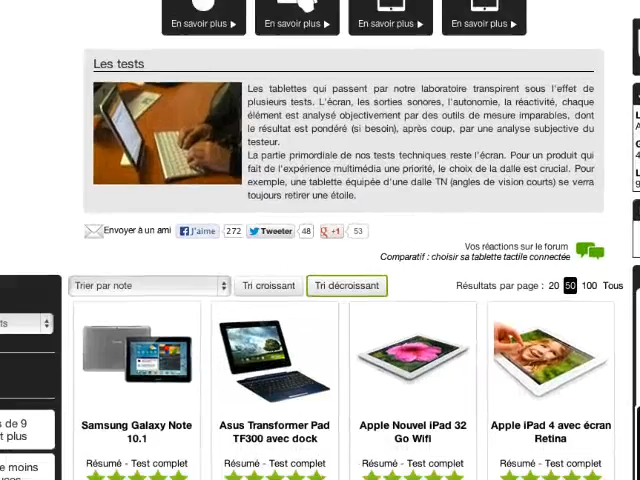 En savoir plus
En savoir plus
En savoir plus
En savoir plus
Les tests
Les tablettes qui passent par notre laboratoire transpirent sous l'effet de
plusieurs tests. L'écran, les sorties sonores, l'autonomie, la réactivité, chaque
élément est analysé objectivement par des outils de mesure imparables, dont
le résultat est pondéré (si besoin), après coup, par une analyse subjective du
testeur.
La partie primordiale de nos tests techniques reste l'écran. Pour un produit qui
fait de l'expérience multimédia une priorité, le choix de la dalle est crucial. Pour
exemple, une tablette équipée d'une dalle TN (angles de vision courts) se verra
toujours retirer une étoile.
Envoyer à un ami J'aime 272 Tweeter 48 +1 53
Vos réactions sur le forum
Comparatif : choisir sa tablette tactile connectée
Trier par note Tri croissant Tri décroissant Résultats par page : 20 50 100 Tous
Samsung Galaxy Note
10.1
Résumé - Test complet
Asus Transformer Pad
TF300 avec dock
Résumé - Test complet
Apple Nouvel iPad 32
Go Wifi
Résumé - Test complet
Apple iPad 4 avec écran
Retina
Résumé - Test complet
s de 9
t plus
e moins